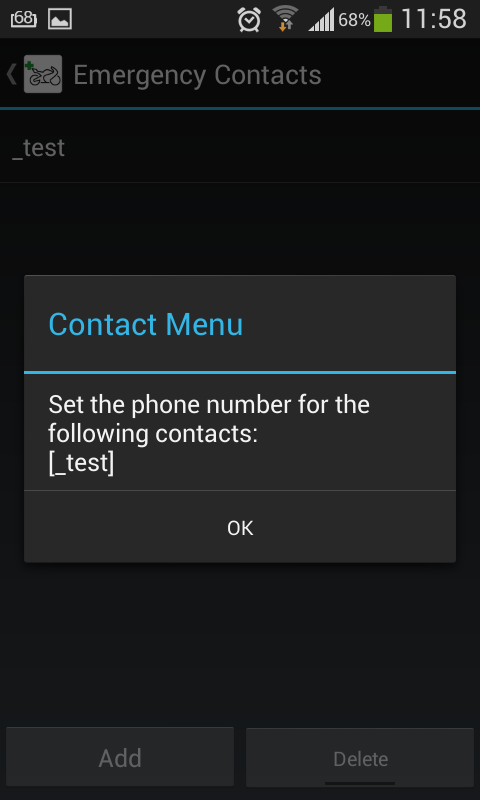 68
68%
11:58
Emergency Contacts
_test
Contact Menu
Set the phone number for the
following contacts:
[_test]
OK
Add
Delete